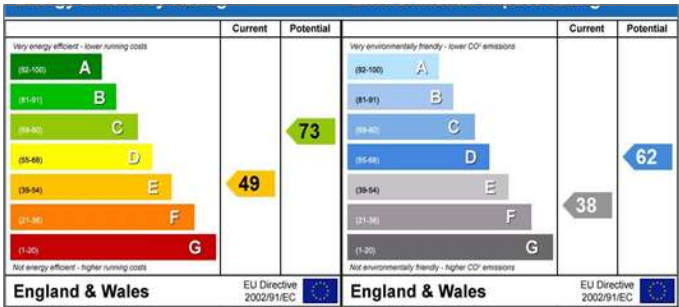 Current Potential
Very energy efficient - lower running costs
(92-100) A
(81-91) B
(69-80) C
73
(55-68) D
(39-54) E
49
(21-38) F
(1-20) G
Not energy efficient - higher running costs
England & Wales
EU Directive
2002/91/EC
Current Potential
Very environmentally friendly - lower CO² emissions
(92-100) A
(81-91) B
(69-80) C
(55-68) D
62
(39-54) E
38
(21-38) F
(1-20) G
Not environmentally friendly - higher CO² emissions
England & Wales
EU Directive
2002/91/EC